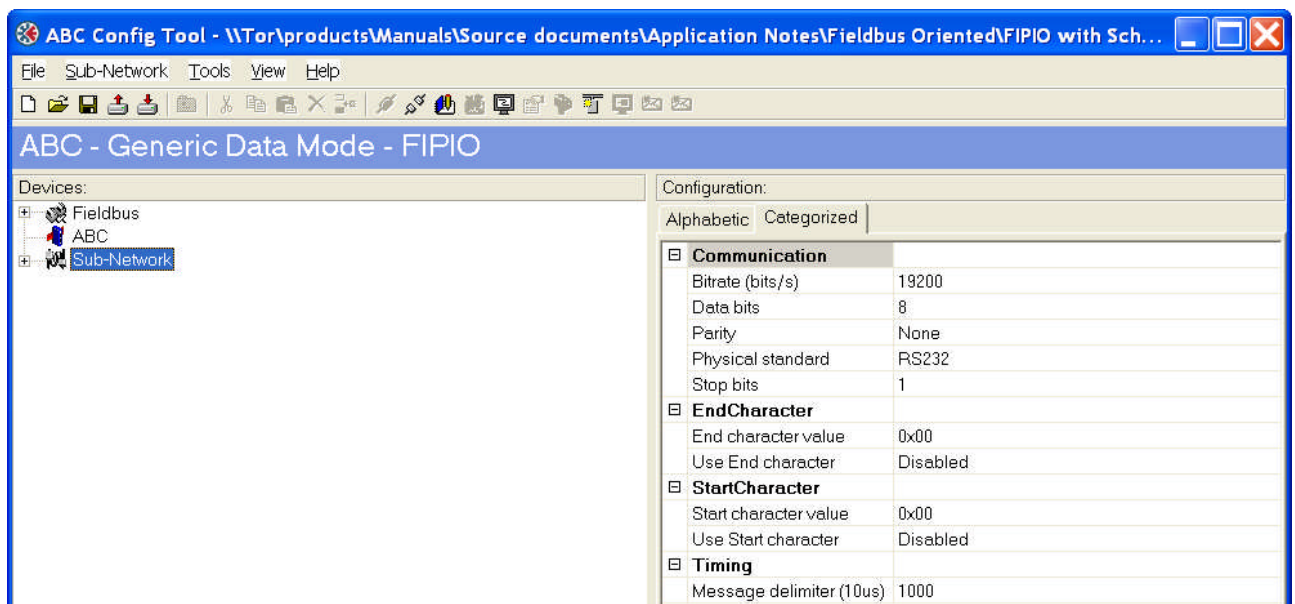 ABC Config Tool - \\Tor\products\Manuals\Source documents\Application Notes\Fieldbus Oriented\FIPIO with Sch...
File Sub-Network Tools View Help
ABC - Generic Data Mode - FIPIO
Devices:
Fieldbus
ABC
Sub-Network
Configuration:
Alphabetic Categorized
Communication
Bitrate (bits/s) 19200
Data bits 8
Parity None
Physical standard RS232
Stop bits 1
EndCharacter
End character value 0x00
Use End character Disabled
StartCharacter
Start character value 0x00
Use Start character Disabled
Timing
Message delimiter (10us) 1000